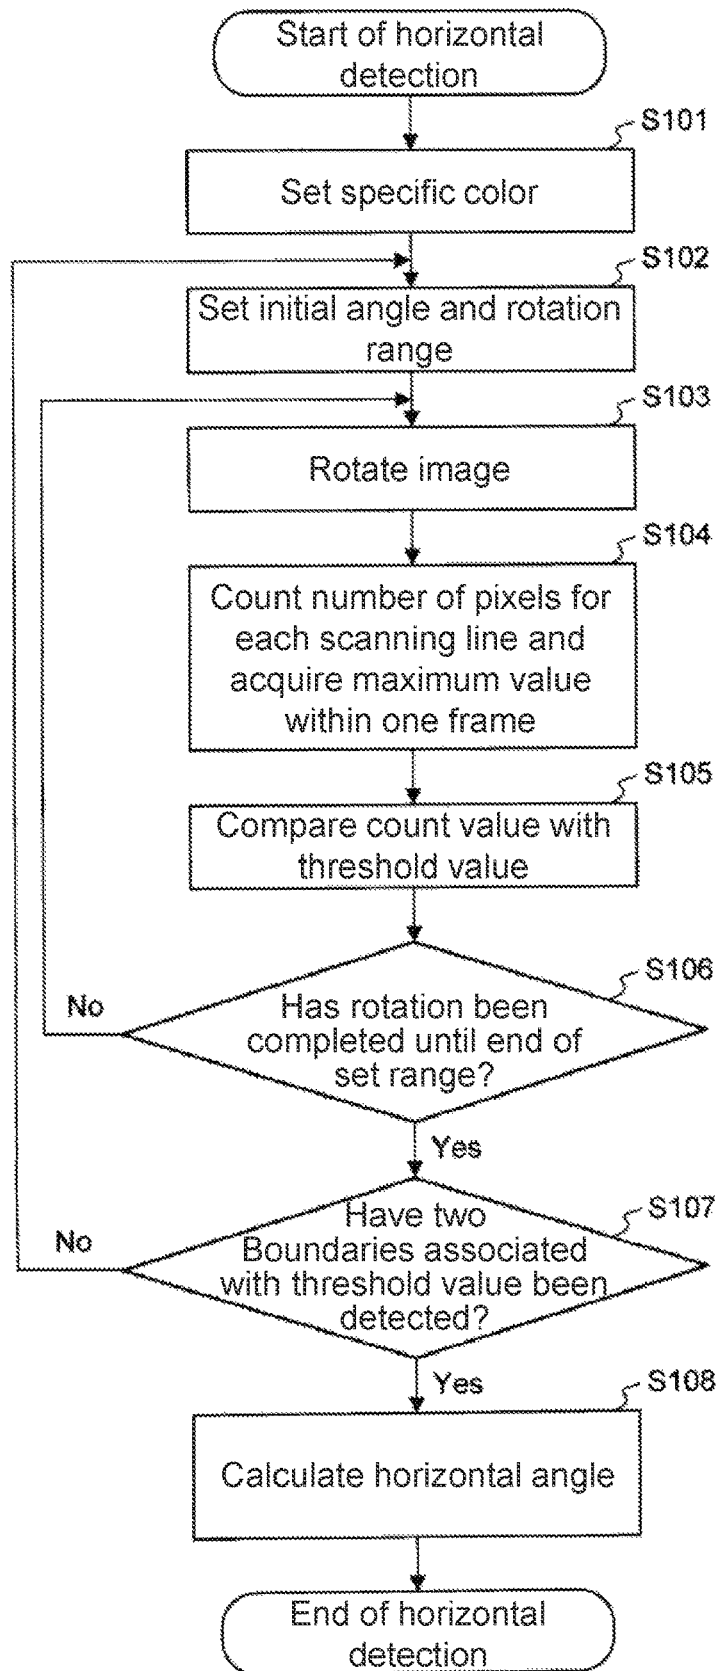 Start of horizontal
detection
S101
Set specific color
S102
Set initial angle and rotation
range
S103
Rotate image
S104
Count number of pixels for
each scanning line and
acquire maximum value
within one frame
S105
Compare count value with
threshold value
S106
No
Has rotation been
completed until end of
set range?
Yes
S107
No
Have two
Boundaries associated
with threshold value been
detected?
Yes
S108
Calculate horizontal angle
End of horizontal
detection